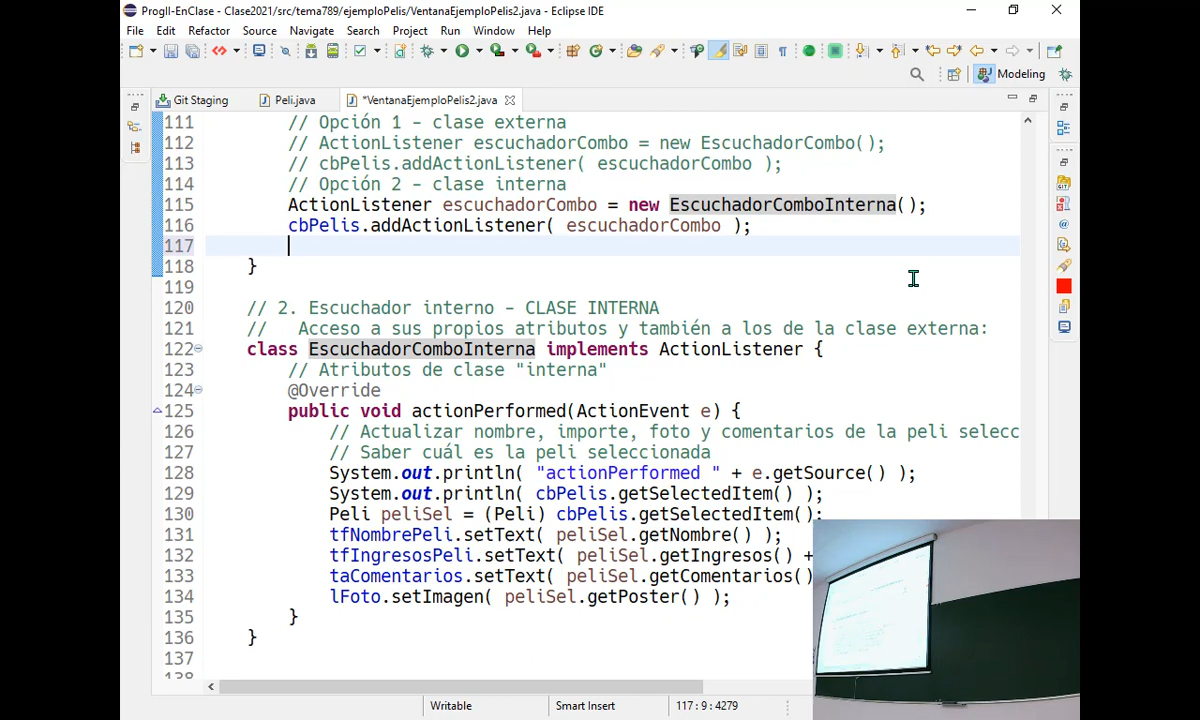 ProgII-EnClase - Clase2021/src/tema789/ejemploPelis/VentanaEjemploPelis2.java - Eclipse IDE
File Edit Refactor Source Navigate Search Project Run Window Help
Modeling
Git Staging Peli.java *VentanaEjemploPelis2.java
111 // Opción 1 - clase externa
112 // ActionListener escuchadorCombo = new EscuchadorCombo();
113 // cbPelis.addActionListener( escuchadorCombo );
114 // Opción 2 - clase interna
115 ActionListener escuchadorCombo = new EscuchadorComboInterna();
116 cbPelis.addActionListener( escuchadorCombo );
117
118 }
119
120 // 2. Escuchador interno - CLASE INTERNA
121 // Acceso a sus propios atributos y también a los de la clase externa:
122 class EscuchadorComboInterna implements ActionListener {
123 // Atributos de clase "interna"
124 @Override
125 public void actionPerformed(ActionEvent e) {
126 // Actualizar nombre, importe, foto y comentarios de la peli selecc
127 // Saber cuál es la peli seleccionada
128 System.out.println( "actionPerformed " + e.getSource() );
129 System.out.println( cbPelis.getSelectedItem() );
130 Peli peliSel = (Peli) cbPelis.getSelectedItem();
131 tfNombrePeli.setText( peliSel.getNombre() );
132 tfIngresosPeli.setText( peliSel.getIngresos() +
133 taComentarios.setText( peliSel.getComentarios()
134 lFoto.setImagen( peliSel.getPoster() );
135 }
136 }
137
138
Writable Smart Insert 117 : 9 : 4279